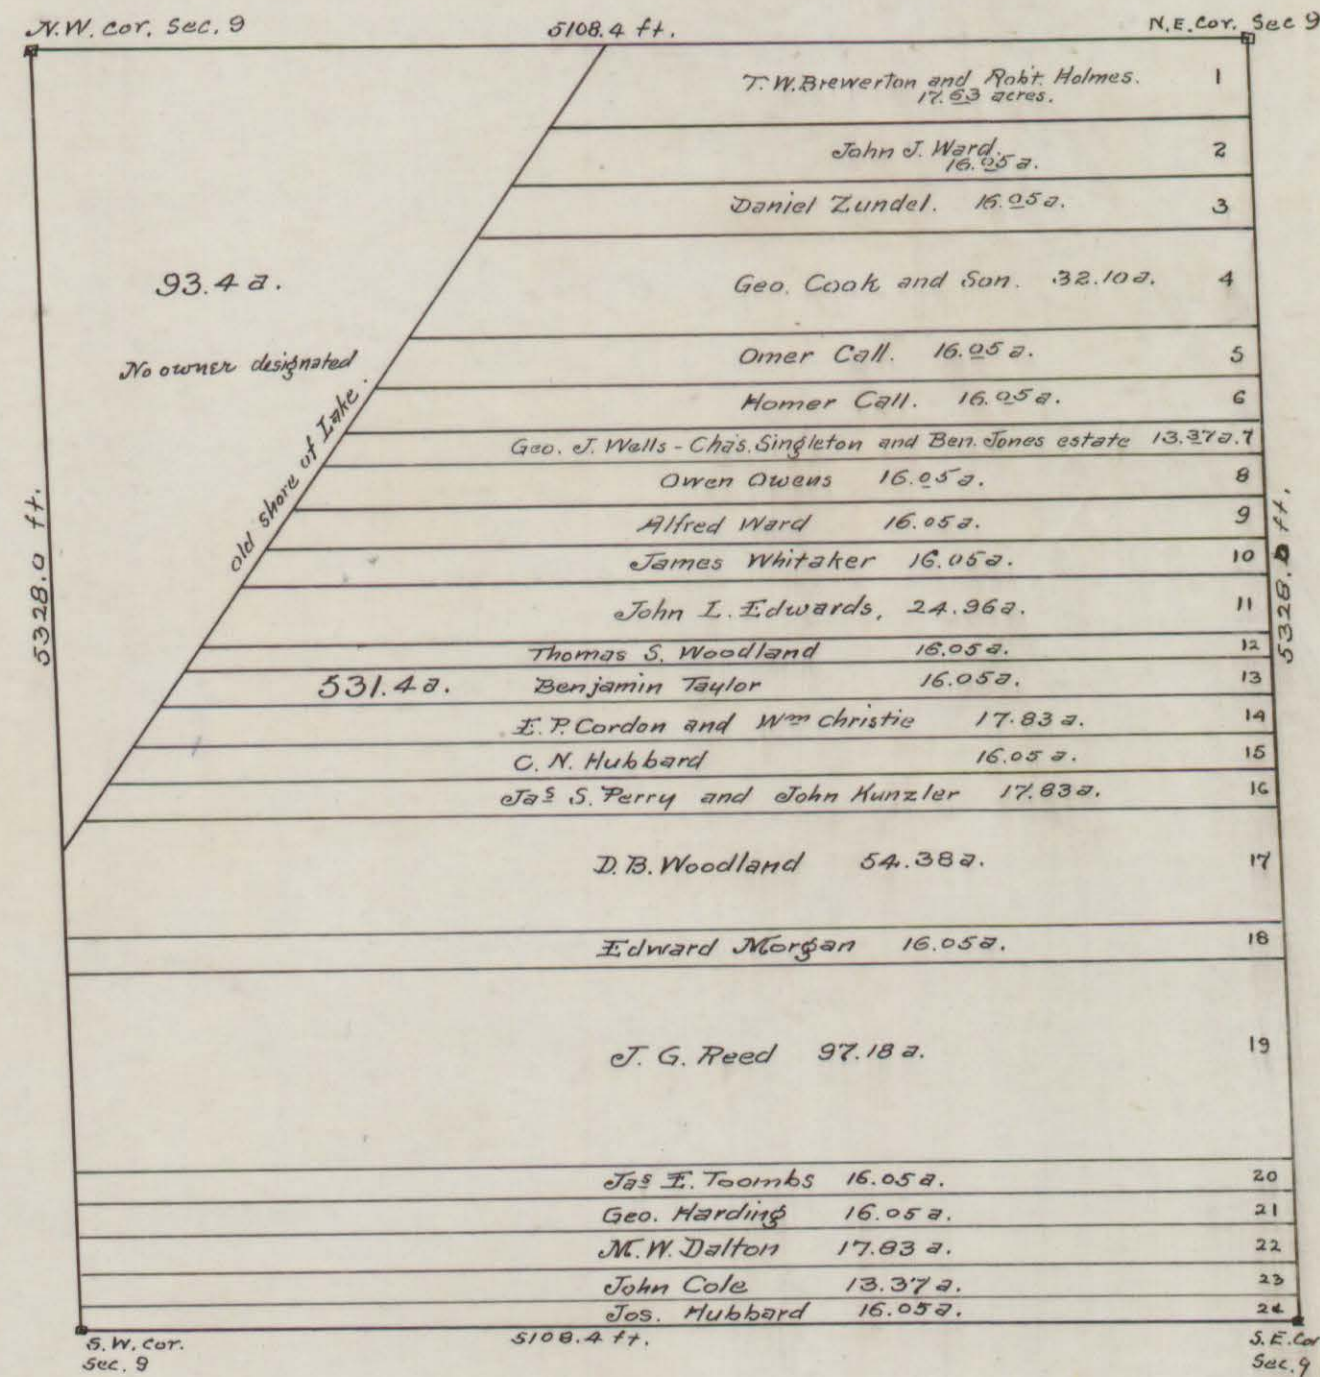 N.W. Cor. Sec. 9
5108.4 ft.
N.E. Cor. Sec 9
T. W. Brewerton and Rob't. Holmes. 1
17.63 acres.
John J. Ward. 2
16.05 a.
Daniel Zundel. 16.05 a. 3
93.4 a.
Geo. Cook and Son. 32.10 a. 4
No owner designated
old shore of Lake.
Omer Call. 16.05 a. 5
Homer Call. 16.05 a. 6
Geo. J. Wells - Chas. Singleton and Ben. Jones estate 13.37 a. 7
Owen Owens 16.05 a. 8
Alfred Ward 16.05 a. 9
James Whitaker 16.05 a. 10
John I. Edwards, 24.96 a. 11
5328.0 ft.
5328.0 ft.
Thomas S. Woodland 16.05 a. 12
531.4 a.
Benjamin Taylor 16.05 a. 13
E. P. Cordon and Wm Christie 17.83 a. 14
C. N. Hubbard 16.05 a. 15
Jas S. Perry and John Kunzler 17.83 a. 16
D. B. Woodland 54.38 a. 17
Edward Morgan 16.05 a. 18
J. G. Reed 97.18 a. 19
Jas E. Toombs 16.05 a. 20
Geo. Harding 16.05 a. 21
M. W. Dalton 17.83 a. 22
John Cole 13.37 a. 23
Jos. Hubbard 16.05 a. 24
S. W. Cor.
Sec. 9
5108.4 ft.
S. E. Cor
Sec. 9